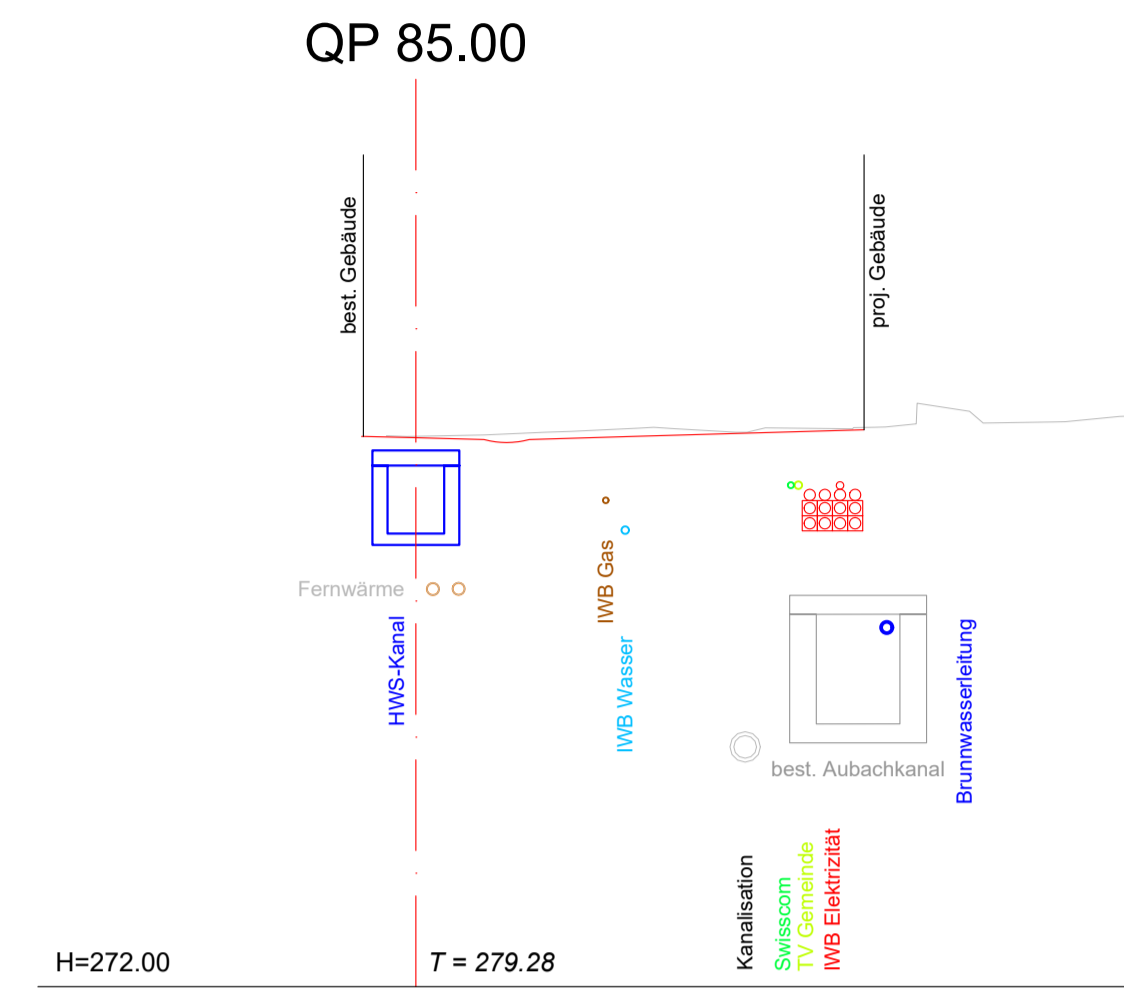 QP 85.00
best. Gebäude
proj. Gebäude
Fernwärme
HWS-Kanal
IWB Gas
IWB Wasser
best. Aubachkanal
Brunnwasserleitung
Kanalisation
Swisscom
TV Gemeinde
IWB Elektrizität
H=272.00
T = 279.28